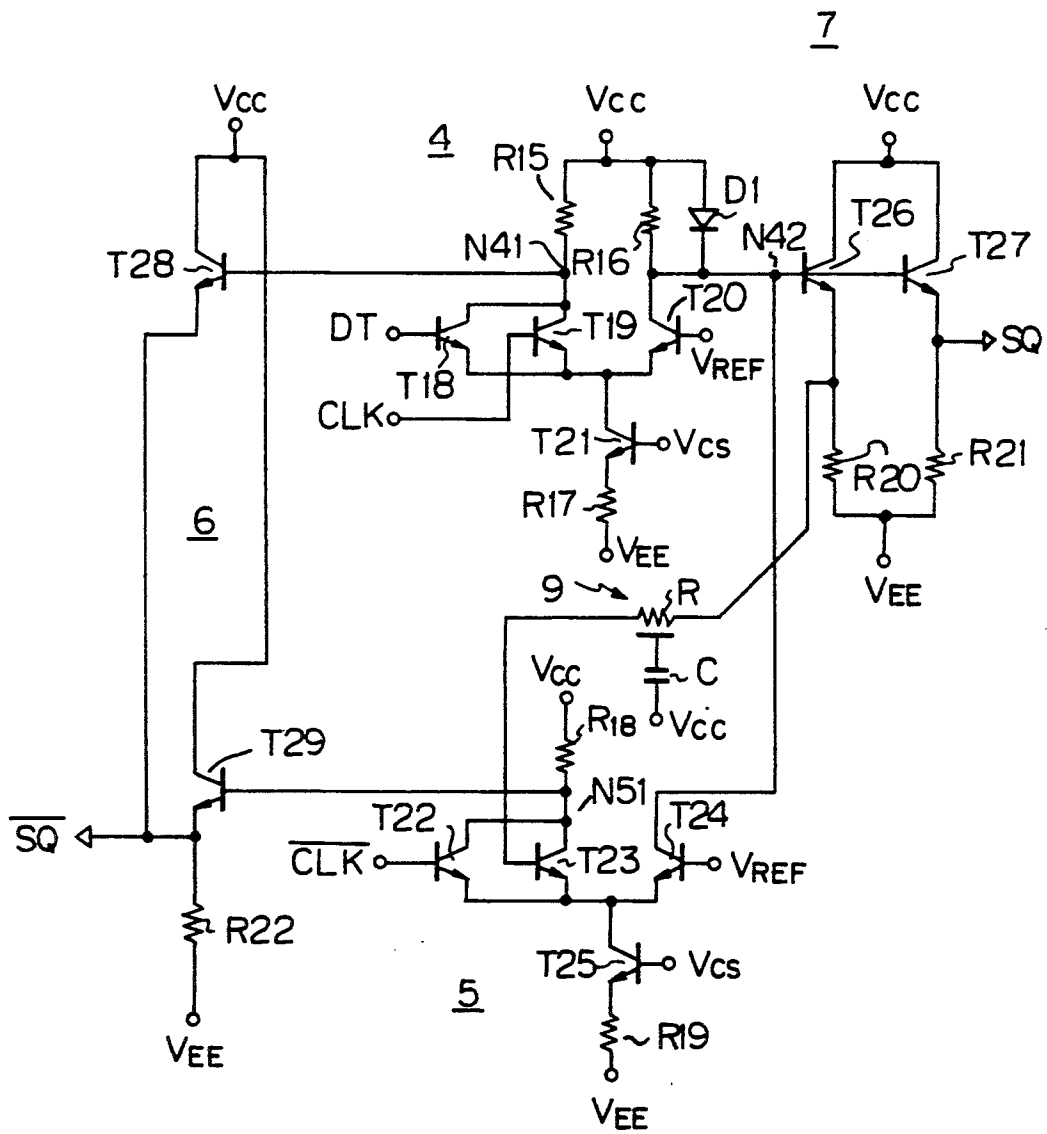 7
VCC
VCC
VCC
4
R15
D1
T26
N41
R16
N42
T27
T28
DT
T19
T20
SQ
VREF
T18
CLK
T21
VCS
R20
R21
R17
6
VEE
VEE
9
R
VCC
C
R18
VCC
T29
N51
T22
T24
SQ
CLK
T23
VREF
R22
T25
VCS
5
R19
VEE
VEE